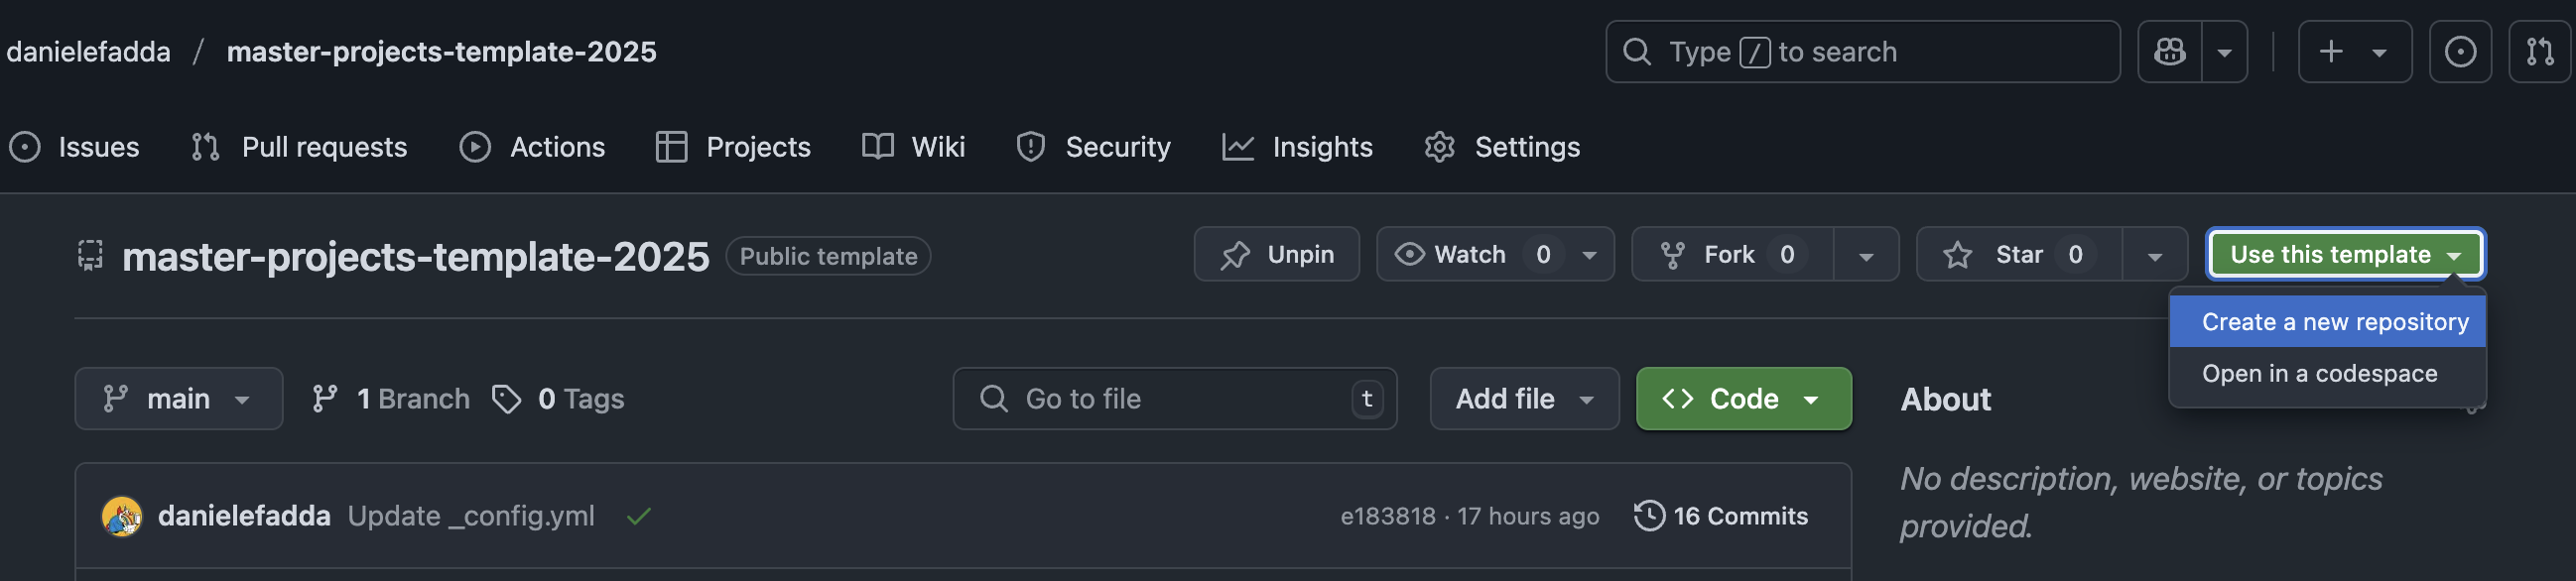 danielefadda / master-projects-template-2025
Type / to search
Issues Pull requests Actions Projects Wiki Security Insights Settings
master-projects-template-2025 Public template Unpin Watch 0 Fork 0 Star 0 Use this template
Create a new repository
Open in a codespace
main 1 Branch 0 Tags Go to file t Add file Code About
No description, website, or topics
provided.
danielefadda Update _config.yml e183818 · 17 hours ago 16 Commits